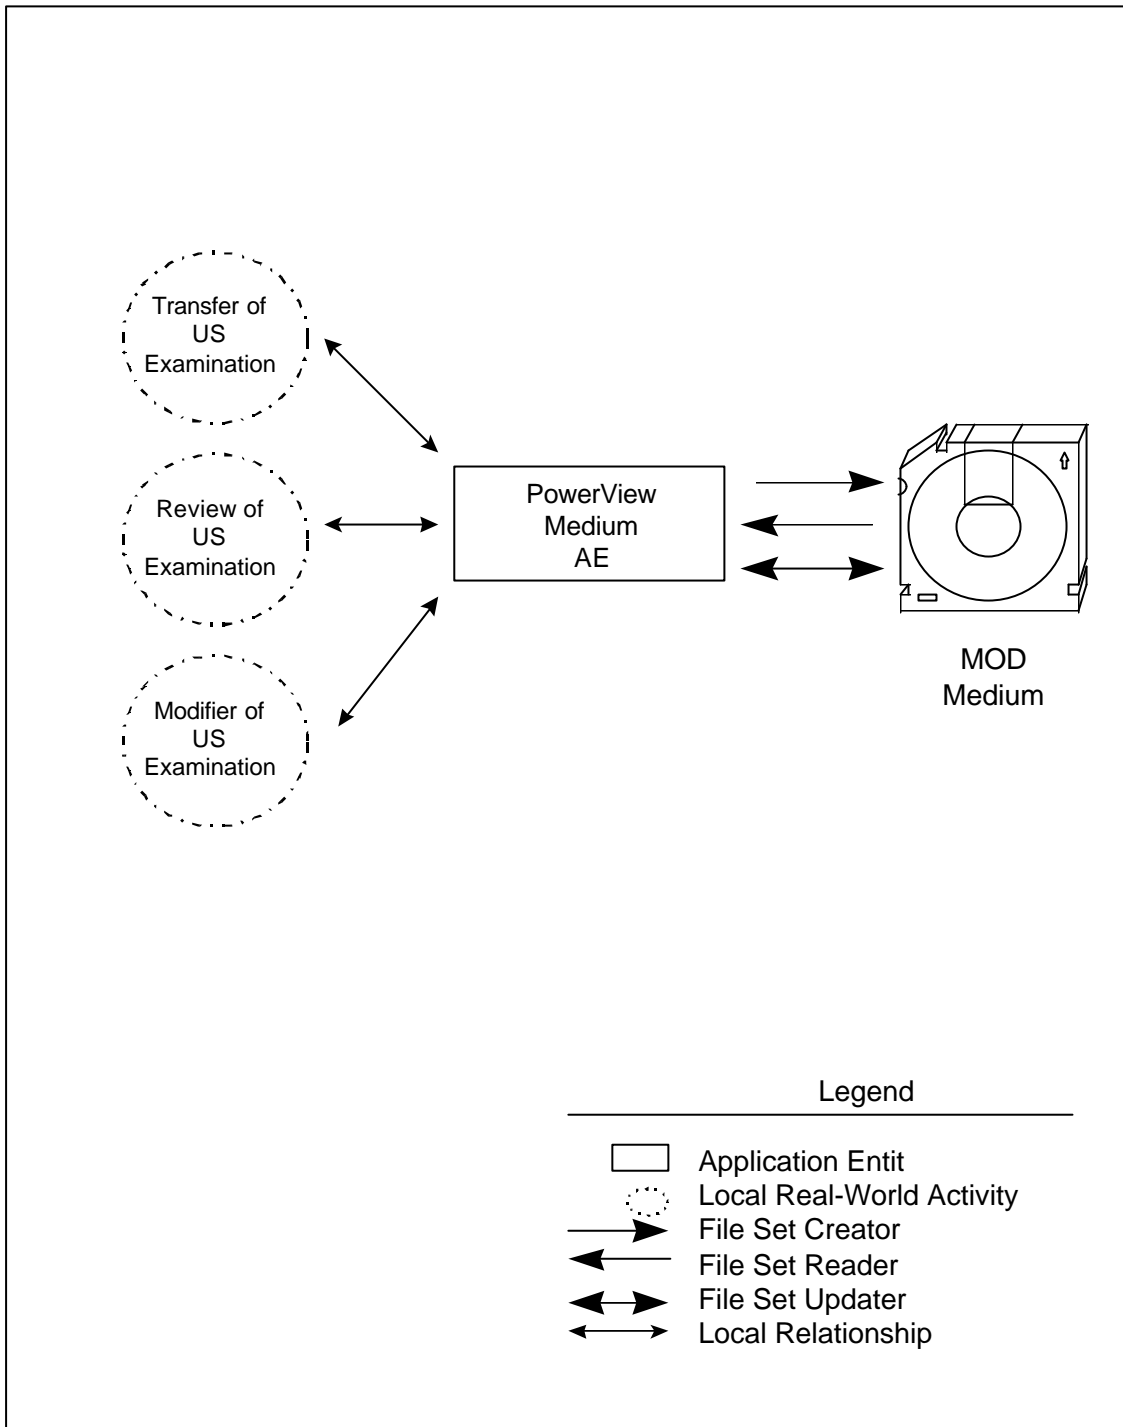 Transfer of
US
Examination
Review of
US
Examination
Modifier of
US
Examination
PowerView
Medium
AE
MOD
Medium
Legend
Application Entit
Local Real-World Activity
File Set Creator
File Set Reader
File Set Updater
Local Relationship